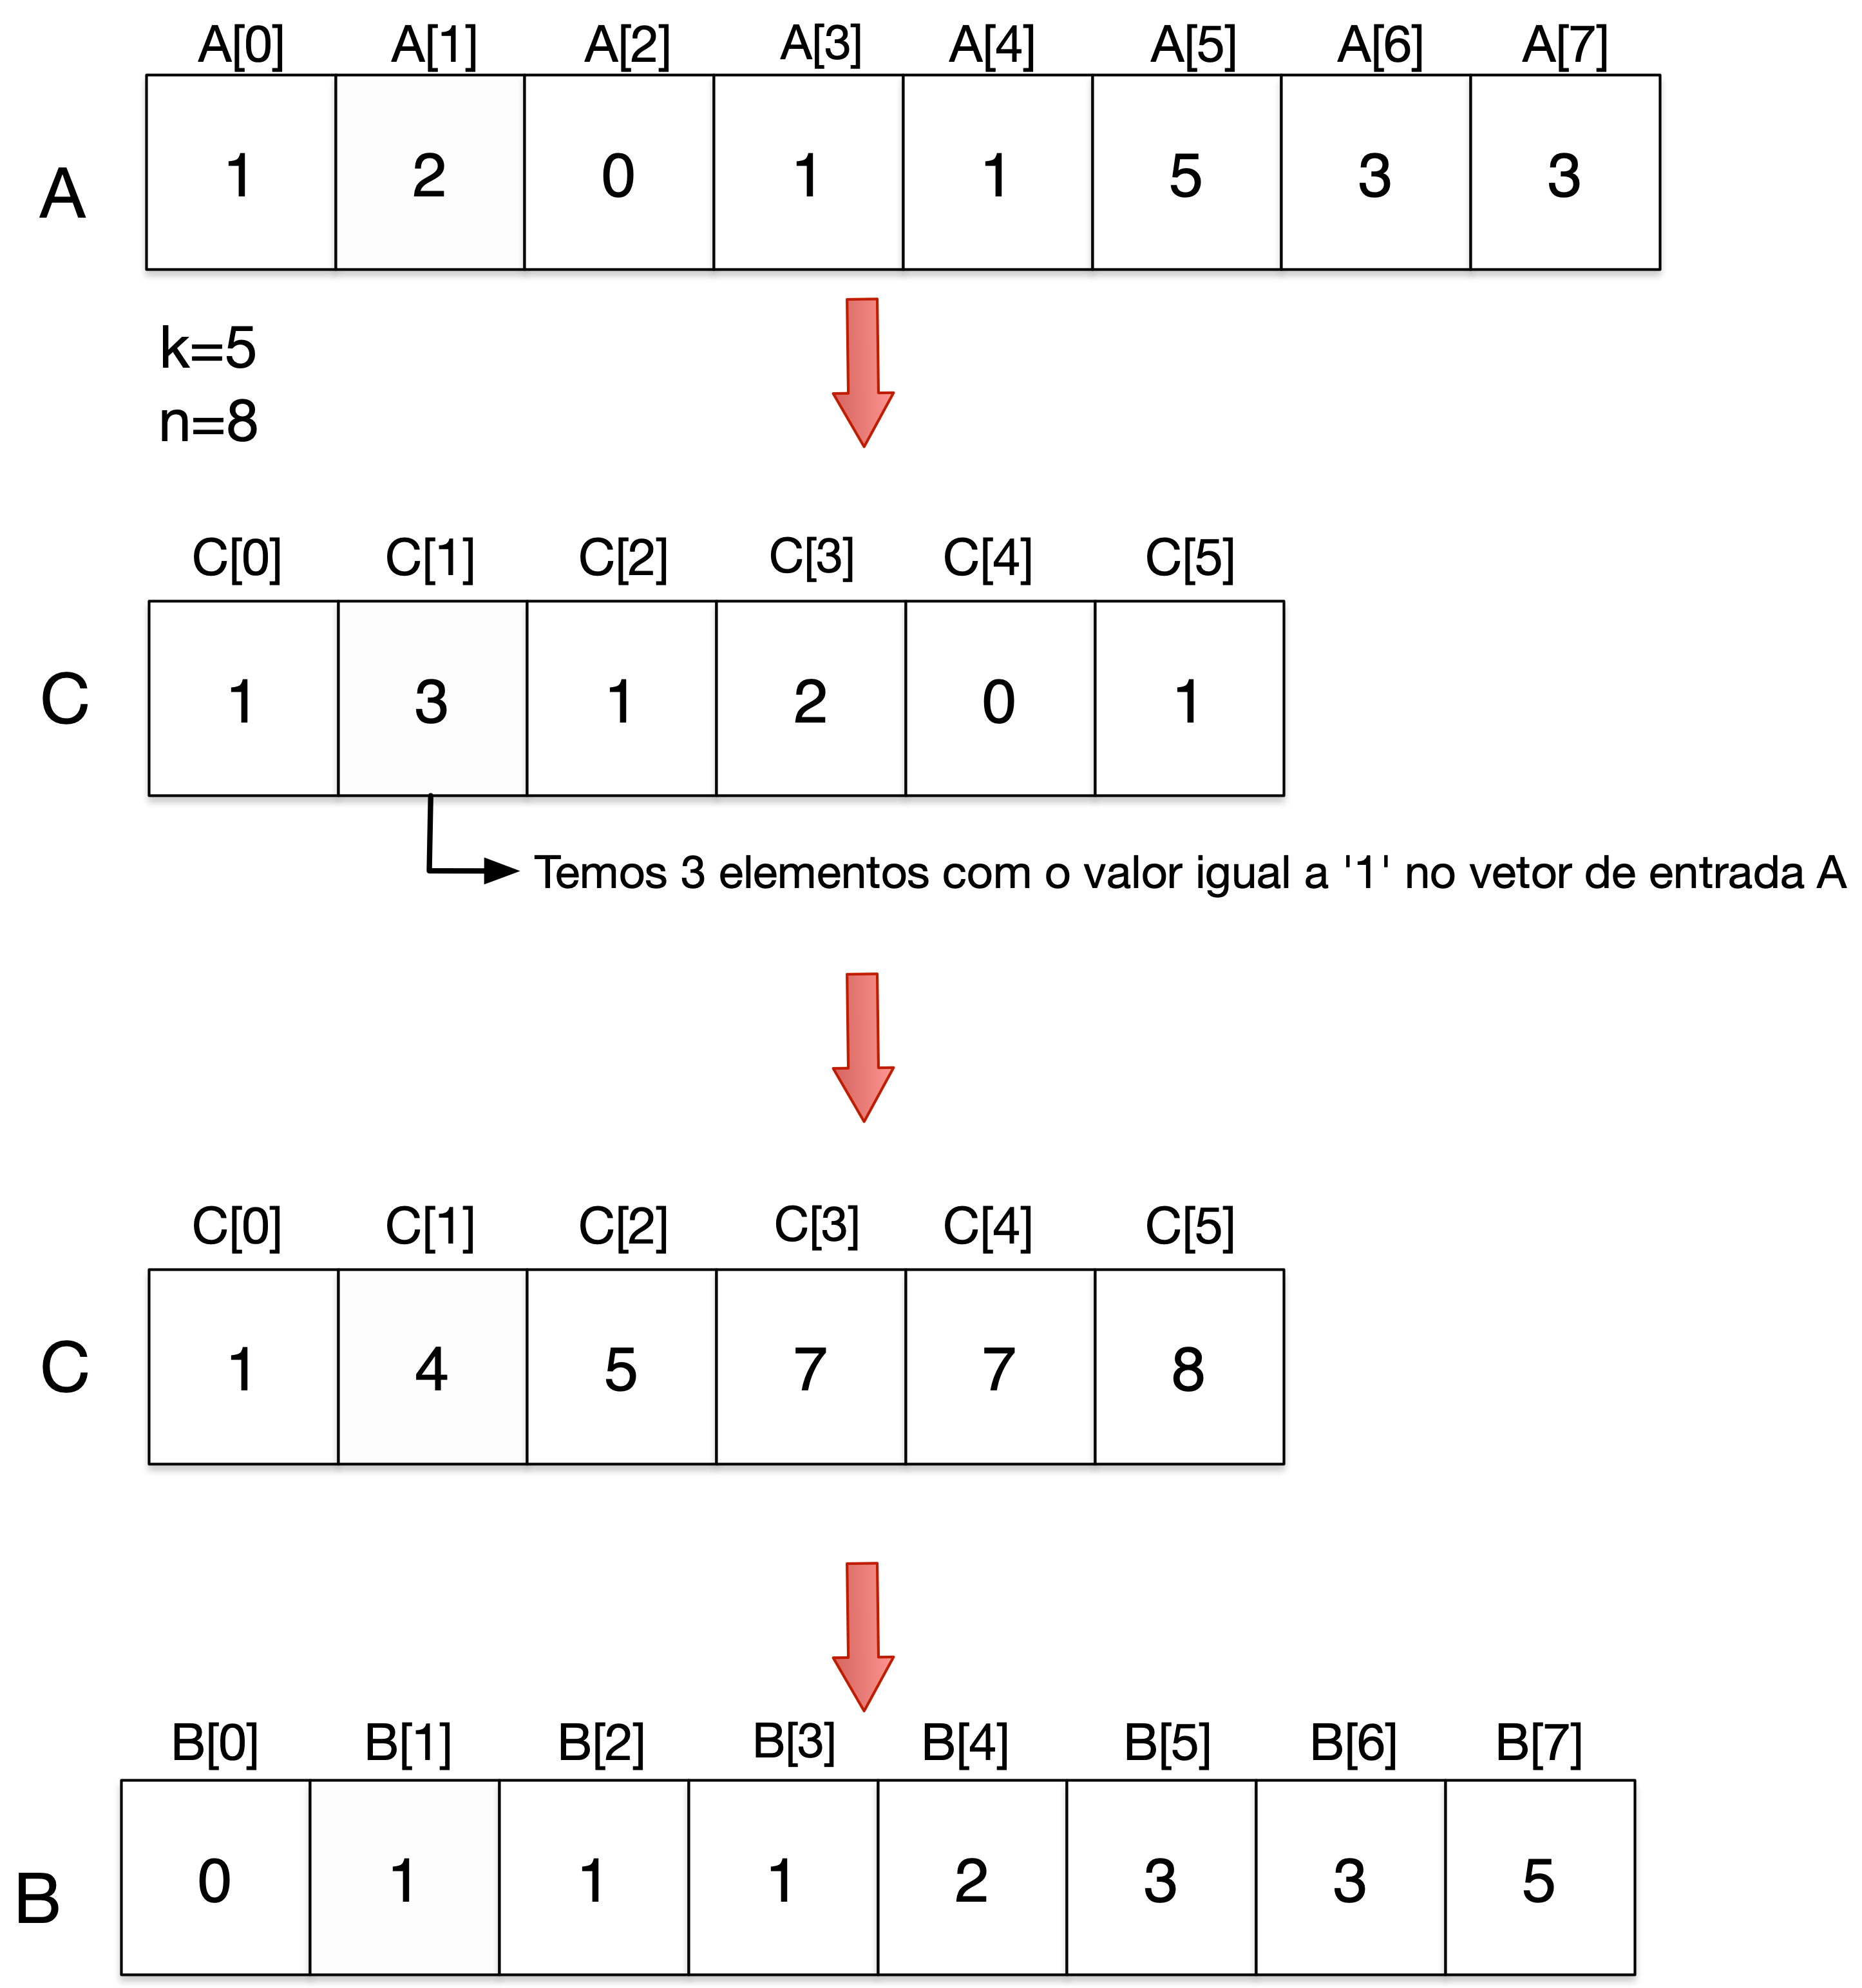 A[0] A[1] A[2] A[3] A[4] A[5] A[6] A[7]
A 1 2 0 1 1 5 3 3
k=5
n=8
C[0] C[1] C[2] C[3] C[4] C[5]
C 1 3 1 2 0 1
Temos 3 elementos com o valor igual a '1' no vetor de entrada A
C[0] C[1] C[2] C[3] C[4] C[5]
C 1 4 5 7 7 8
B[0] B[1] B[2] B[3] B[4] B[5] B[6] B[7]
B 0 1 1 1 2 3 3 5